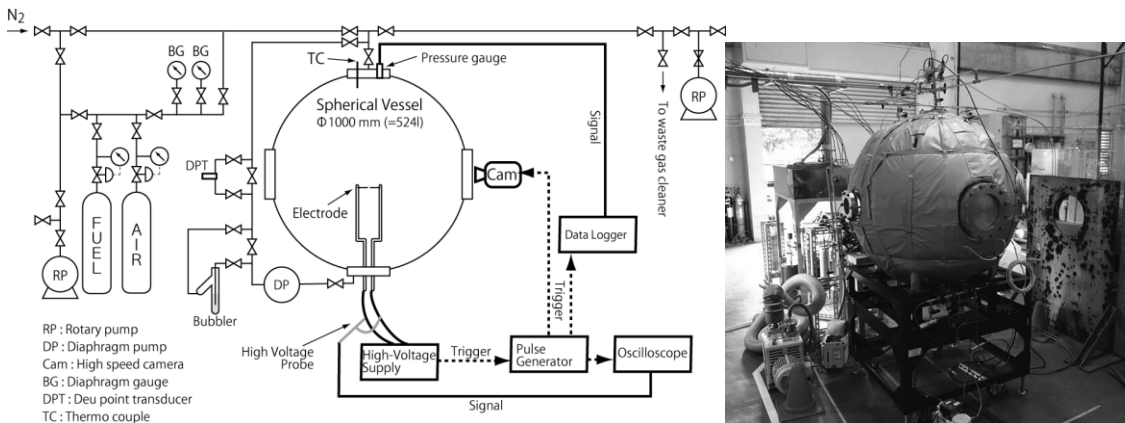 N2
BG BG
TC
Pressure gauge
Spherical Vessel
Φ1000 mm (=524l)
RP
To waste gas cleaner
Signal
DPT
Electrode
Cam
FUEL
AIR
Data Logger
RP
DP
Bubbler
Trigger
High Voltage
Probe
High-Voltage
Supply
Trigger
Pulse
Generator
Oscilloscope
Signal
RP : Rotary pump
DP : Diaphragm pump
Cam : High speed camera
BG : Diaphragm gauge
DPT : Deu point transducer
TC : Thermo couple